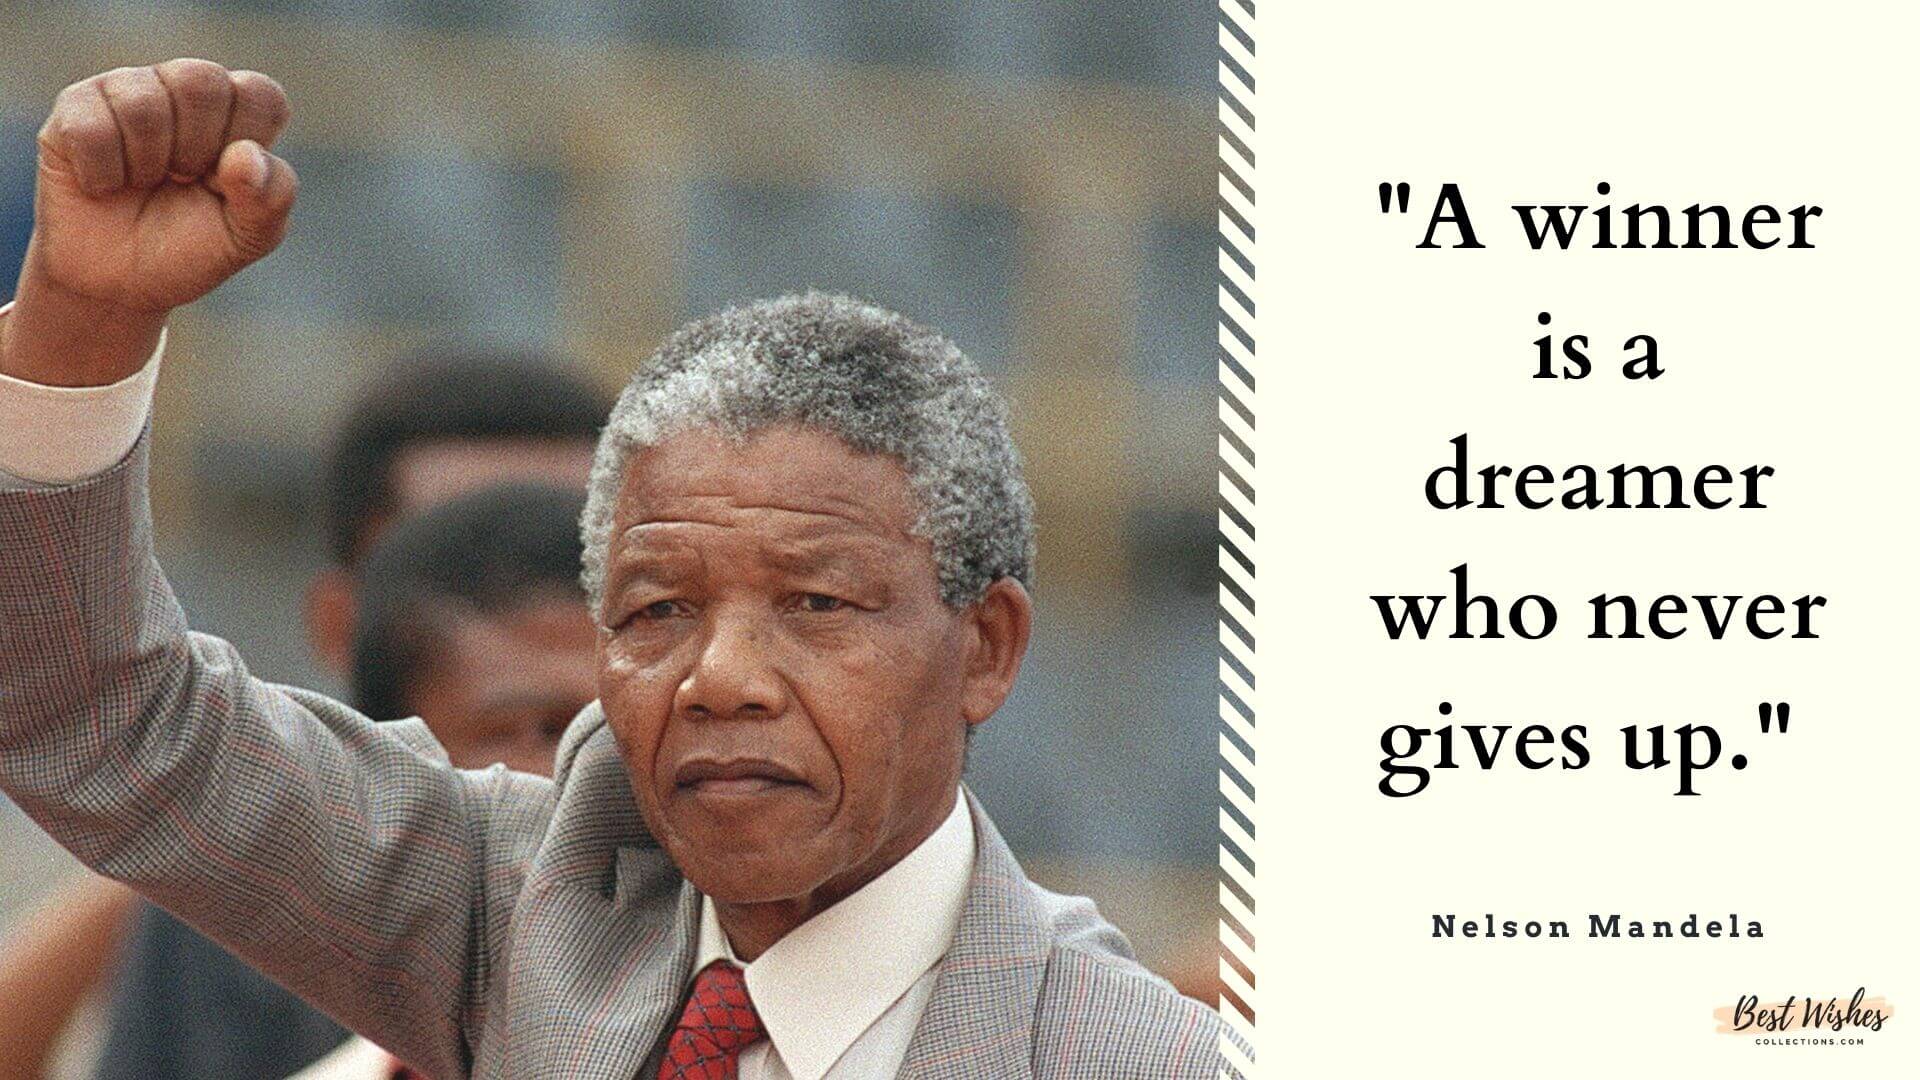 "A winner
is a
dreamer
who never
gives up."
Nelson Mandela
Best Wishes
COLLECTIONS.COM